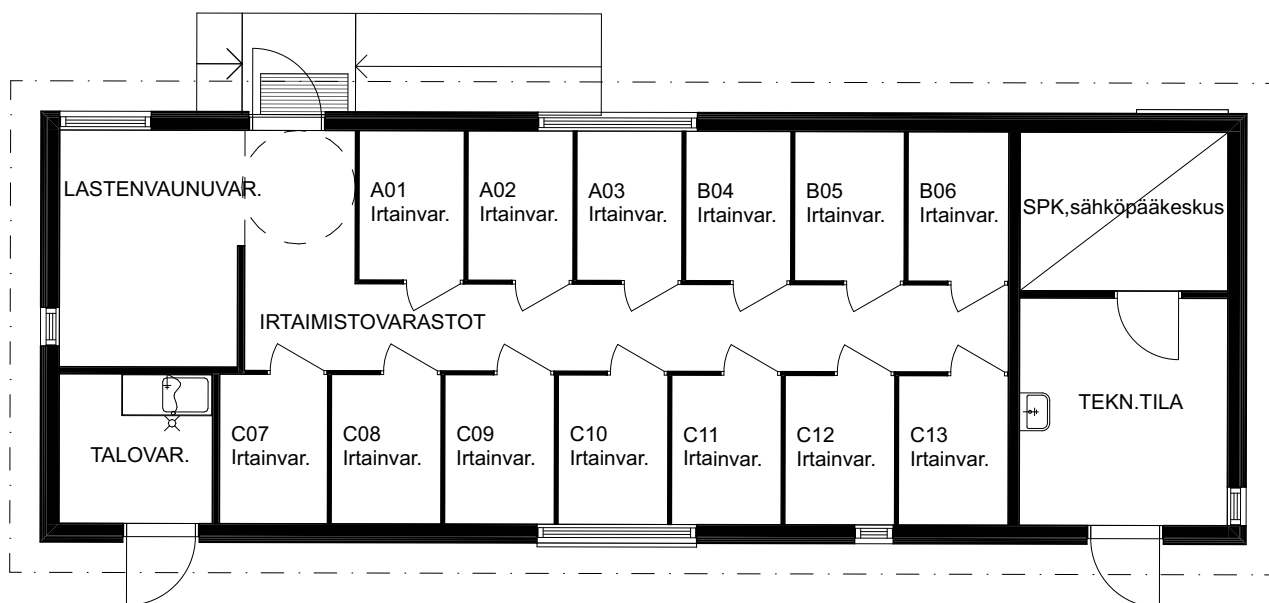 LASTENVAUNUVAR.
A01
Irtainvar.
A02
Irtainvar.
A03
Irtainvar.
B04
Irtainvar.
B05
Irtainvar.
B06
Irtainvar.
SPK,sähköpääkeskus
IRTAIMISTOVARASTOT
TALOVAR.
C07
Irtainvar.
C08
Irtainvar.
C09
Irtainvar.
C10
Irtainvar.
C11
Irtainvar.
C12
Irtainvar.
C13
Irtainvar.
TEKN.TILA